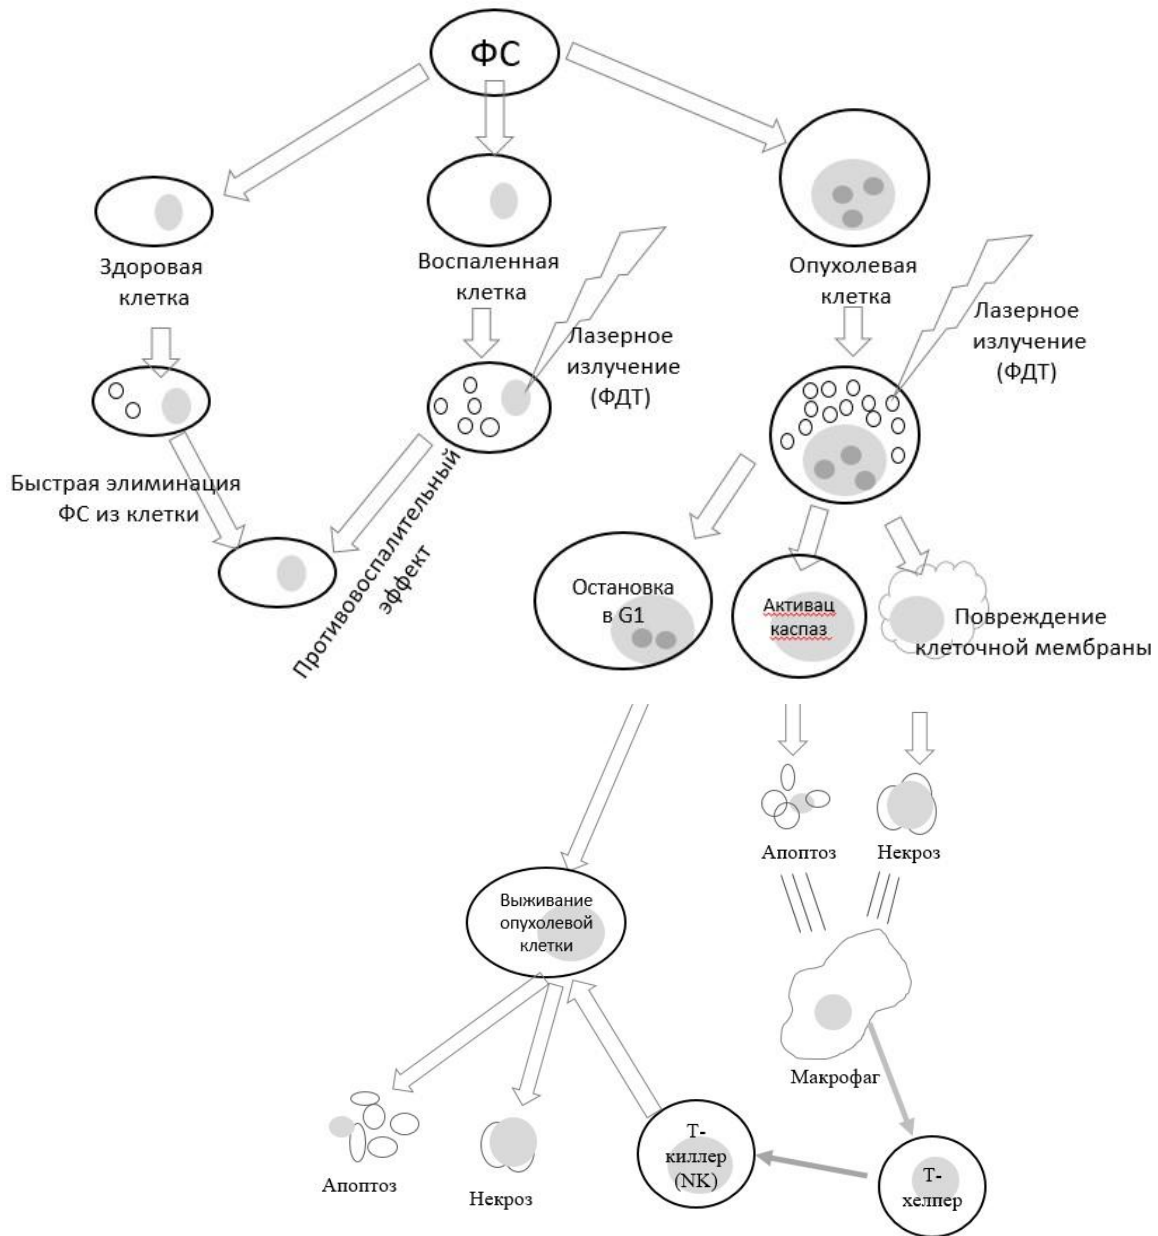 ФС
Здоровая
клетка
Воспаленная
клетка
Опухолевая
клетка
Лазерное
излучение
(ФДТ)
Лазерное
излучение
(ФДТ)
Быстрая элиминация
ФС из клетки
Противовоспалительный
эффект
Остановка
в G1
Активац
каспаз
Повреждение
клеточной мембраны
Апоптоз
Некроз
Выживание
опухолевой
клетки
Макрофаг
Т-
киллер
(NK)
Т-
хелпер
Апоптоз
Некроз